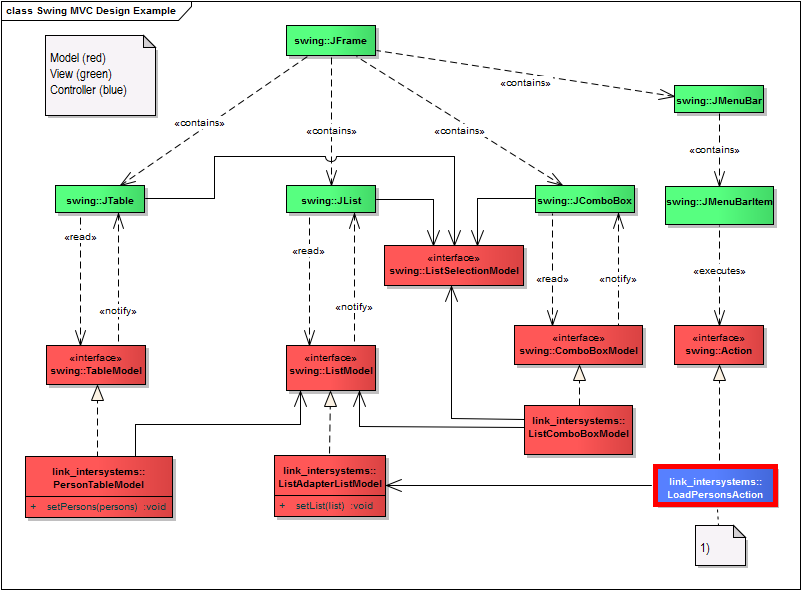 class Swing MVC Design Example
swing::JFrame
Model (red)
View (green)
Controller (blue)
«contains»
swing::JMenuBar
«contains»
«contains»
«contains»
«contains»
swing::JTable
swing::JList
swing::JComboBox
swing::JMenuBarItem
«read»
«read»
«interface»
swing::ListSelectionModel
«read»
«notify»
«executes»
«notify»
«notify»
«interface»
swing::TableModel
«interface»
swing::ListModel
«interface»
swing::ComboBoxModel
«interface»
swing::Action
link_intersystems::
ListComboBoxModel
link_intersystems::
PersonTableModel
+ setPersons(persons) :void
link_intersystems::
ListAdapterListModel
+ setList(list) :void
link_intersystems::
LoadPersonsAction
1)